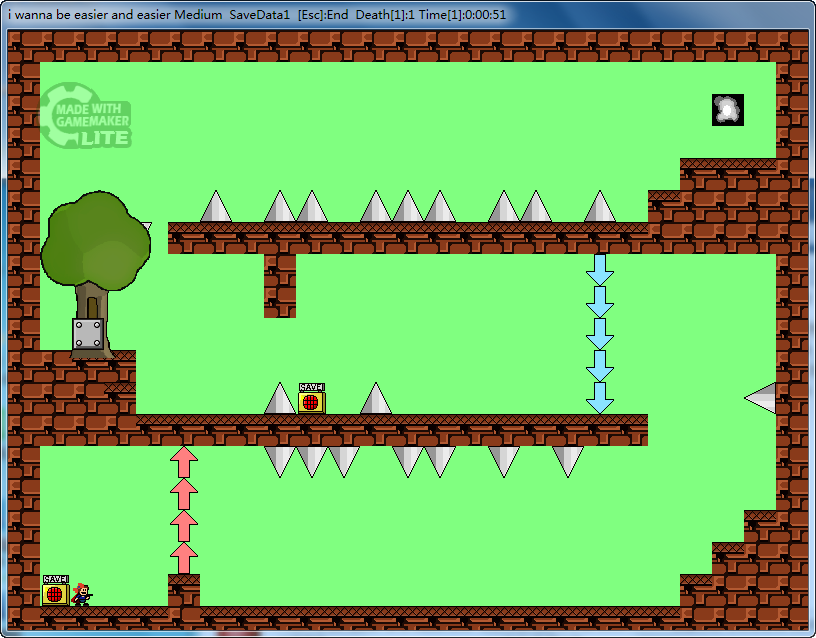 i wanna be easier and easier Medium  SaveData1  [Esc]:End  Death[1]:1 Time[1]:0:00:51
MADE WITH
GAMEMAKER
LITE
SAVE!
SAVE!